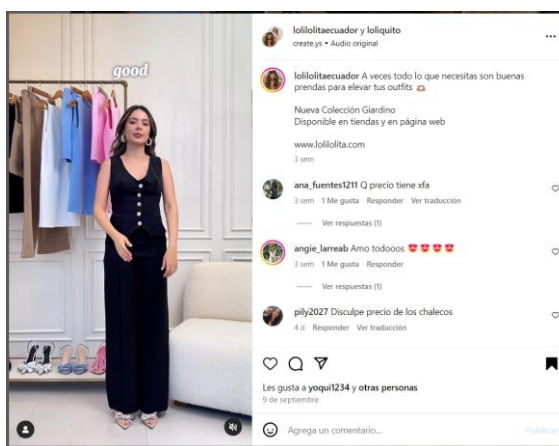 good
lolilolitaecuador y loliquito
create.ys • Audio original
lolilolitaecuador A veces todo lo que necesitas son buenas
prendas para elevar tus outfits 🫶🏽
Nueva Colección Giardino
Disponible en tiendas y en página web
www.lolilolita.com
3 sem
ana_fuentes1211 Q precio tiene xfa
3 sem 1 Me gusta Responder Ver traducción
Ver respuestas (1)
angie_larreab Amo todooos 😍😍😍😍
3 sem 1 Me gusta Responder
Ver respuestas (1)
pily2027 Disculpe precio de los chalecos
4 d Responder Ver traducción
Les gusta a yoqui1234 y otras personas
9 de septiembre
Agrega un comentario...
Publicar